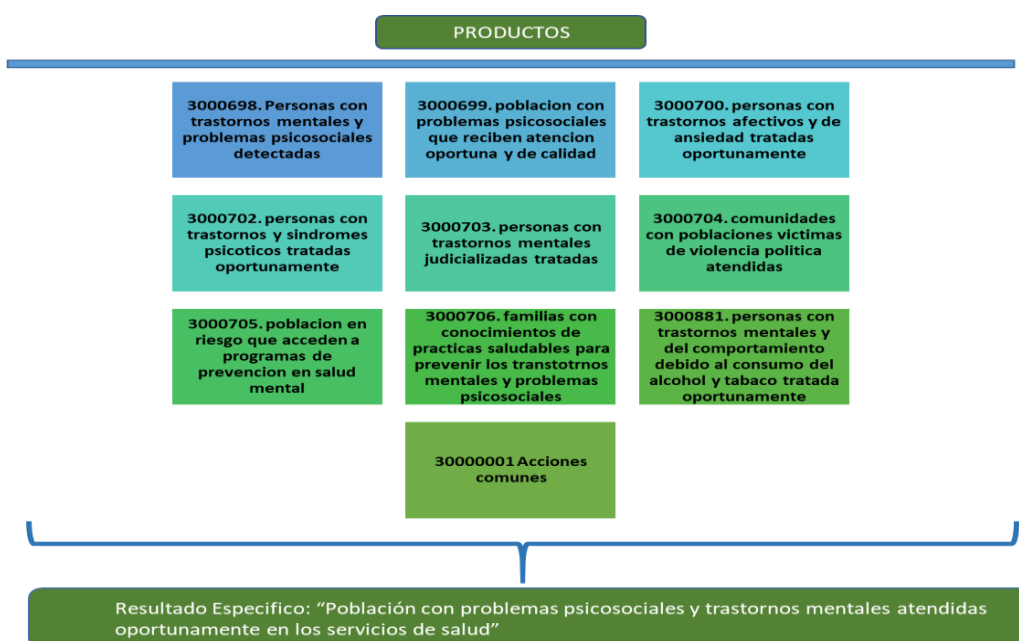 PRODUCTOS
3000698. Personas con
trastornos mentales y
problemas psicosociales
detectadas
3000699. poblacion con
problemas psicosociales
que reciben atencion
oportuna y de calidad
3000700. personas con
trastornos afectivos y de
ansiedad tratadas
oportunamente
3000702. personas con
trastornos y sindromes
psicoticos tratadas
oportunamente
3000703. personas con
trastornos mentales
judicializadas tratadas
3000704. comunidades
con poblaciones victimas
de violencia politica
atendidas
3000705. poblacion en
riesgo que acceden a
programas de
prevencion en salud
mental
3000706. familias con
conocimientos de
practicas saludables para
prevenir los transtotrnos
mentales y problemas
psicosociales
3000881. personas con
trastornos mentales y
del comportamiento
debido al consumo del
alcohol y tabaco tratada
oportunamente
30000001 Acciones
comunes
Resultado Especifico: “Población con problemas psicosociales y trastornos mentales atendidas
oportunamente en los servicios de salud”